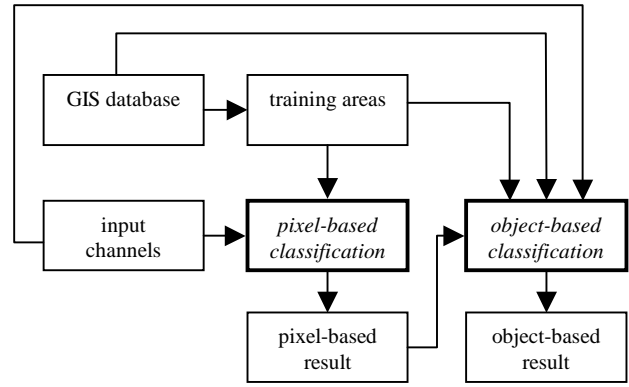 GIS database
training areas
input
channels
pixel-based
classification
object-based
classification
pixel-based
result
object-based
result